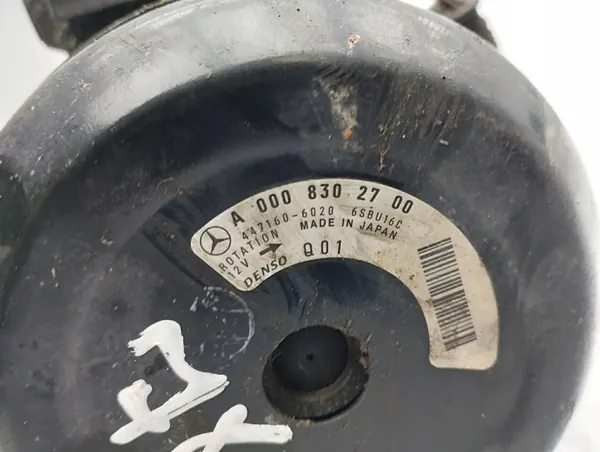 A 000 830 27 00
447160-6020 6SBU16C
ROTATION MADE IN JAPAN
12V
DENSO Q01